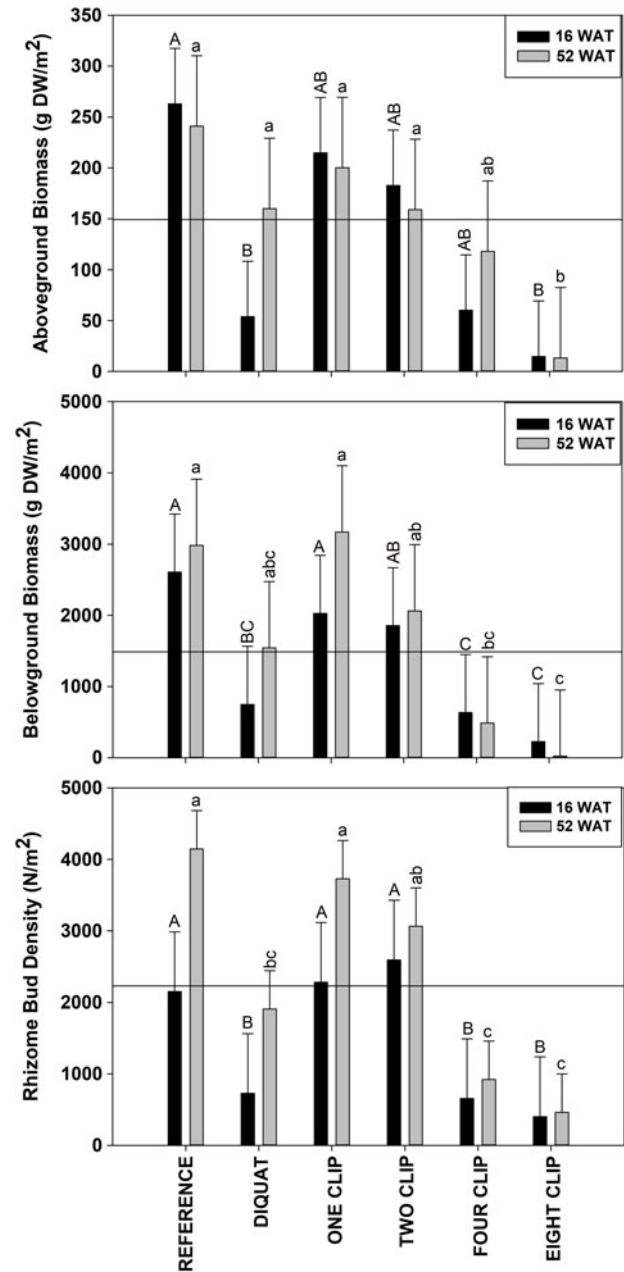 Aboveground Biomass (g DW/m²)
350
300
250
200
150
100
50
0
16 WAT
52 WAT
A
a
B
a
AB
a
AB
a
AB
ab
B
b
Belowground Biomass (g DW/m²)
5000
4000
3000
2000
1000
0
16 WAT
52 WAT
A
a
BC
abc
A
a
AB
ab
C
bc
C
c
Rhizome Bud Density (N/m²)
5000
4000
3000
2000
1000
0
16 WAT
52 WAT
A
a
B
bc
A
a
A
ab
B
c
B
c
REFERENCE
DIQUAT
ONE CLIP
TWO CLIP
FOUR CLIP
EIGHT CLIP